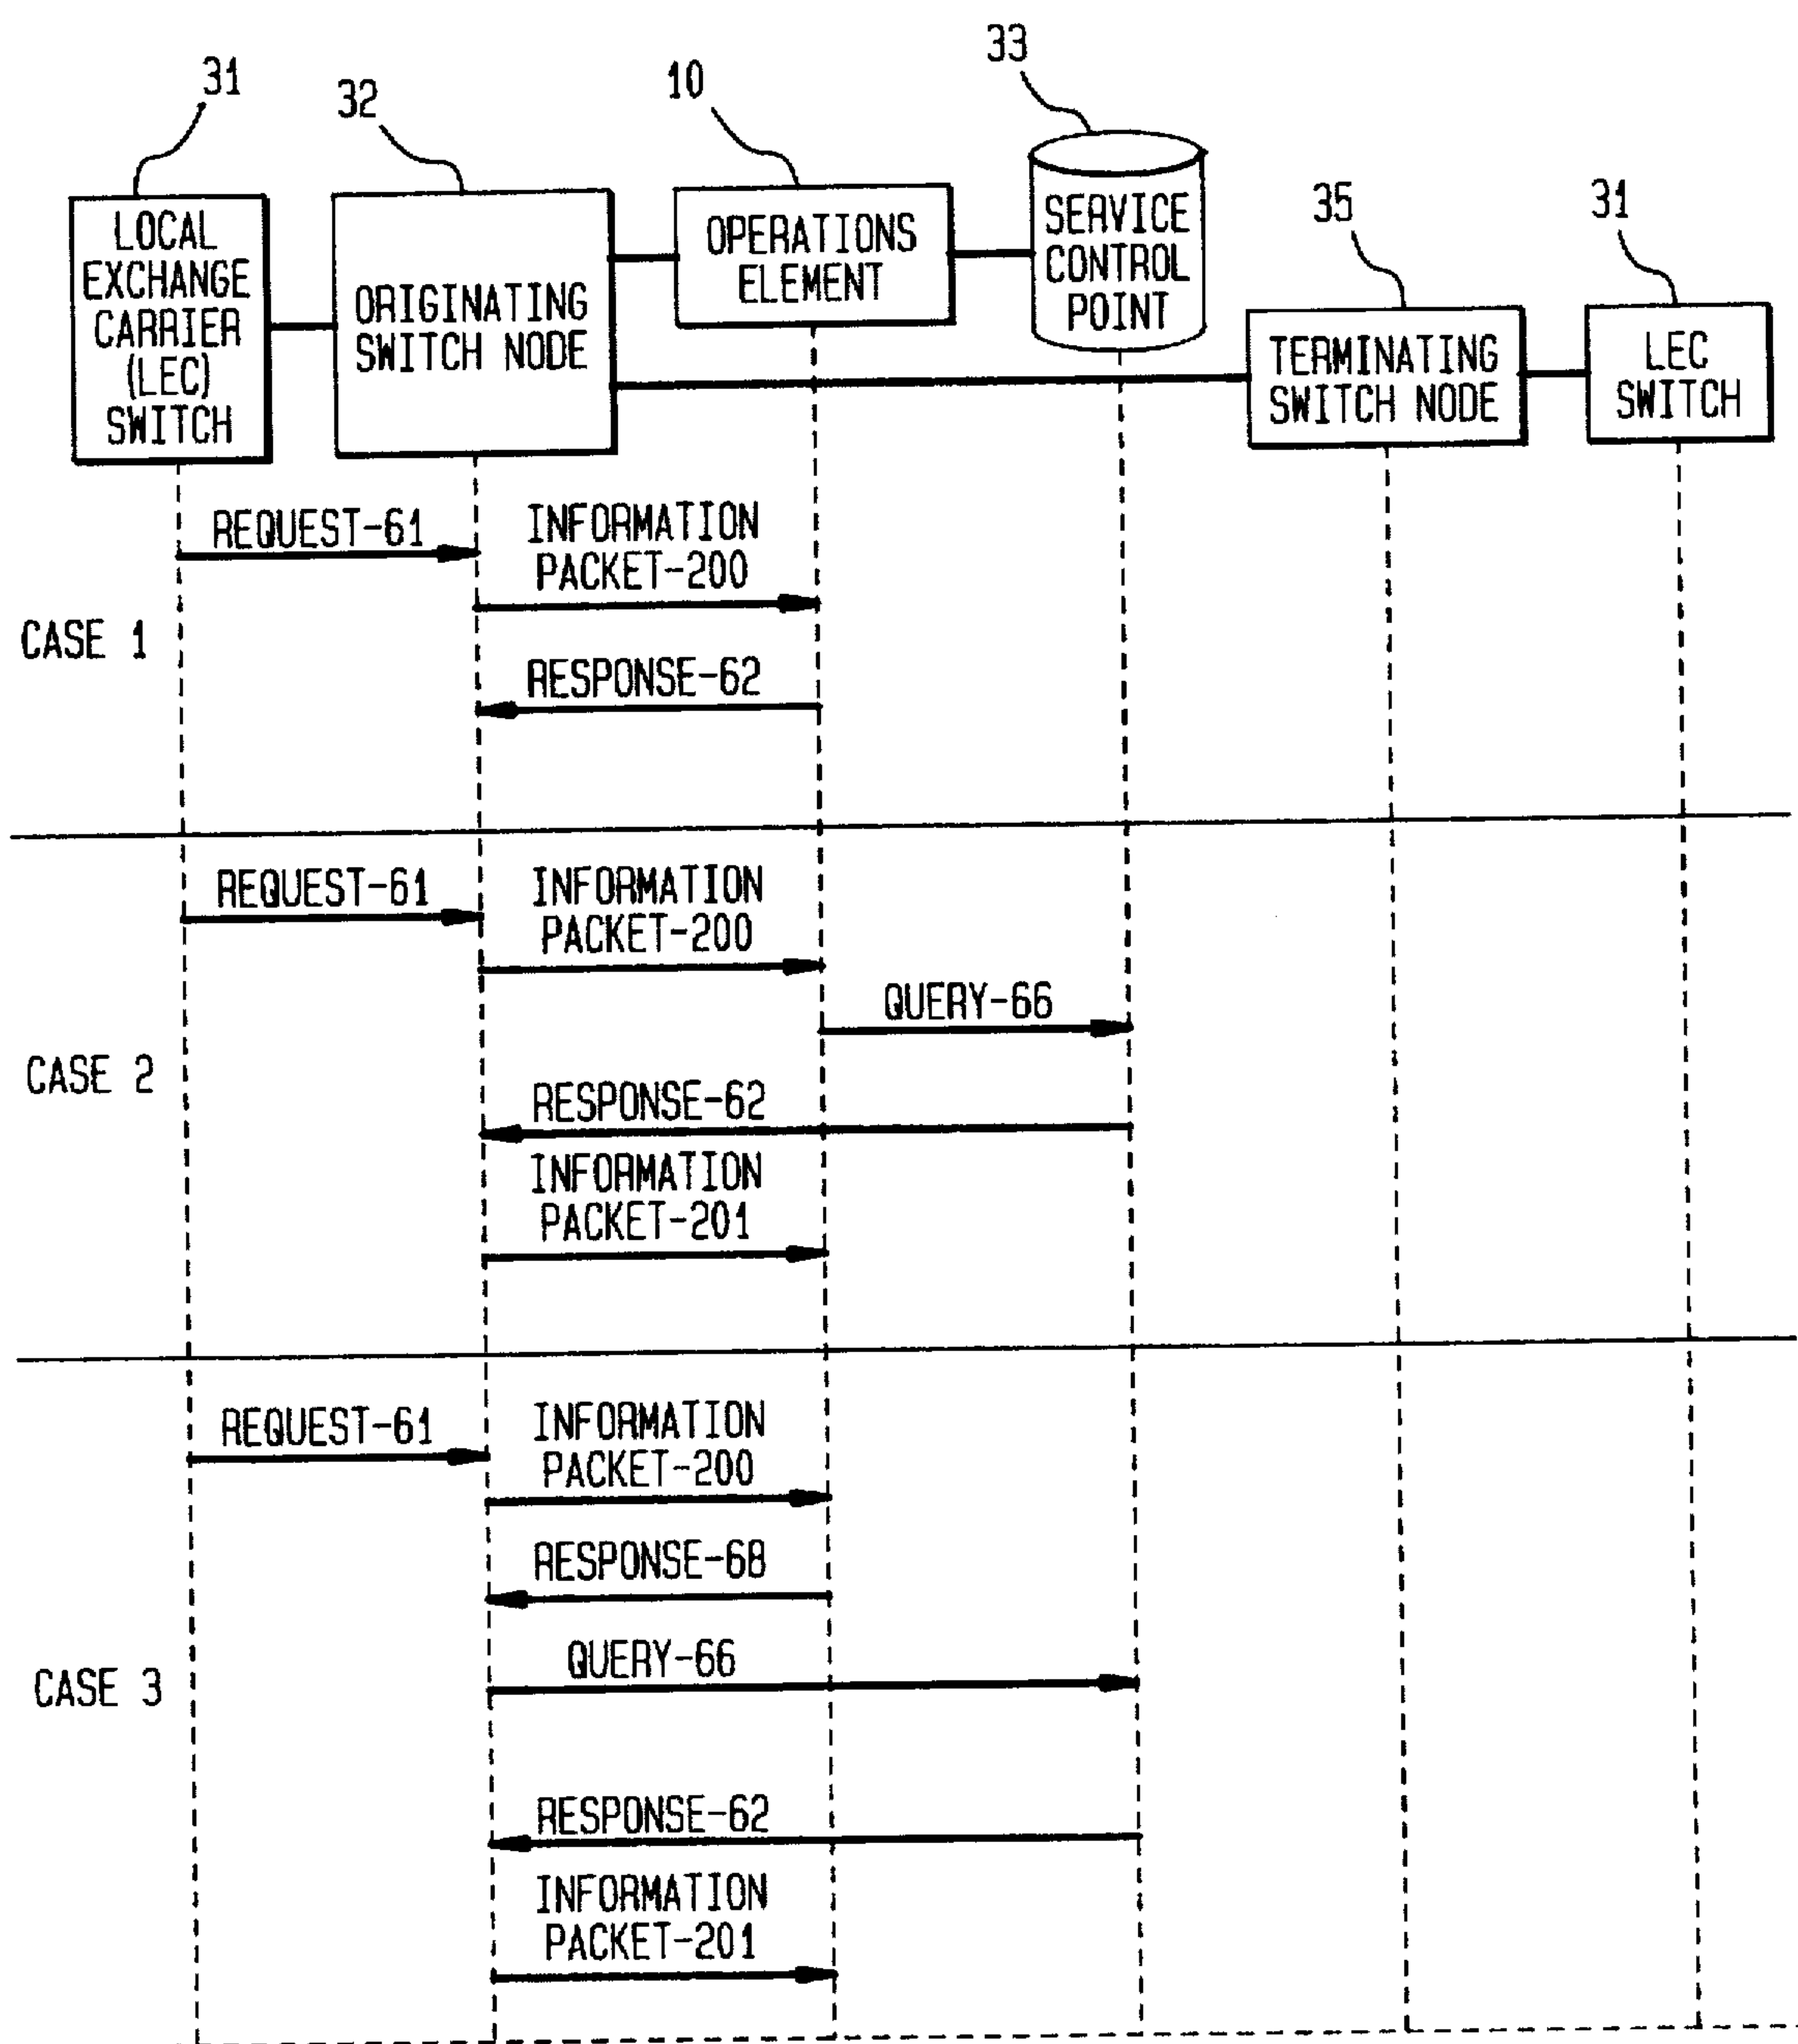 31
32
10
33
35
31
LOCAL
EXCHANGE
CARRIER
(LEC)
SWITCH
ORIGINATING
SWITCH NODE
OPERATIONS
ELEMENT
SERVICE
CONTROL
POINT
TERMINATING
SWITCH NODE
LEC
SWITCH
CASE 1
REQUEST-61
INFORMATION
PACKET-200
RESPONSE-62
CASE 2
REQUEST-61
INFORMATION
PACKET-200
QUERY-66
RESPONSE-62
INFORMATION
PACKET-201
CASE 3
REQUEST-61
INFORMATION
PACKET-200
RESPONSE-68
QUERY-66
RESPONSE-62
INFORMATION
PACKET-201